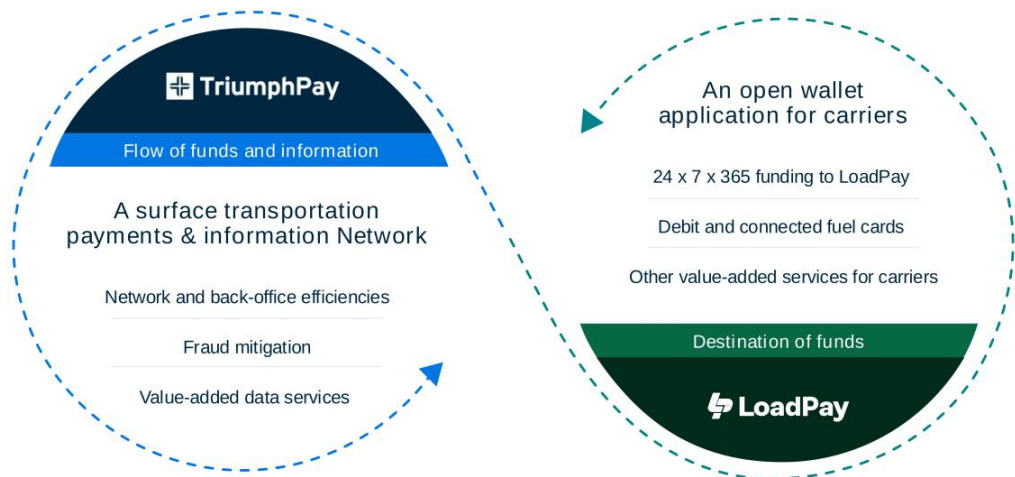 TriumphPay
Flow of funds and information
A surface transportation
payments & information Network
Network and back-office efficiencies
Fraud mitigation
Value-added data services
An open wallet
application for carriers
24 x 7 x 365 funding to LoadPay
Debit and connected fuel cards
Other value-added services for carriers
Destination of funds
LoadPay